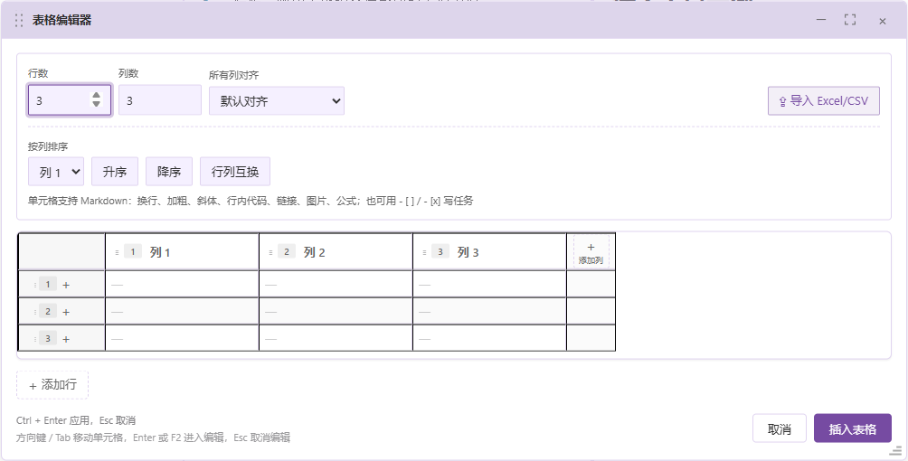 表格编辑器
行数
列数
所有列对齐
3
3
默认对齐
导入 Excel/CSV
按列排序
列 1
升序
降序
行列互换
单元格支持 Markdown：换行、加粗、斜体、行内代码、链接、图片、公式；也可用 - [ ] / - [x] 写任务
1 列 1
2 列 2
3 列 3
+
添加列
1 +
—
—
—
2 +
—
—
—
3 +
—
—
—
+ 添加行
Ctrl + Enter 应用，Esc 取消
方向键 / Tab 移动单元格，Enter 或 F2 进入编辑，Esc 取消编辑
取消
插入表格